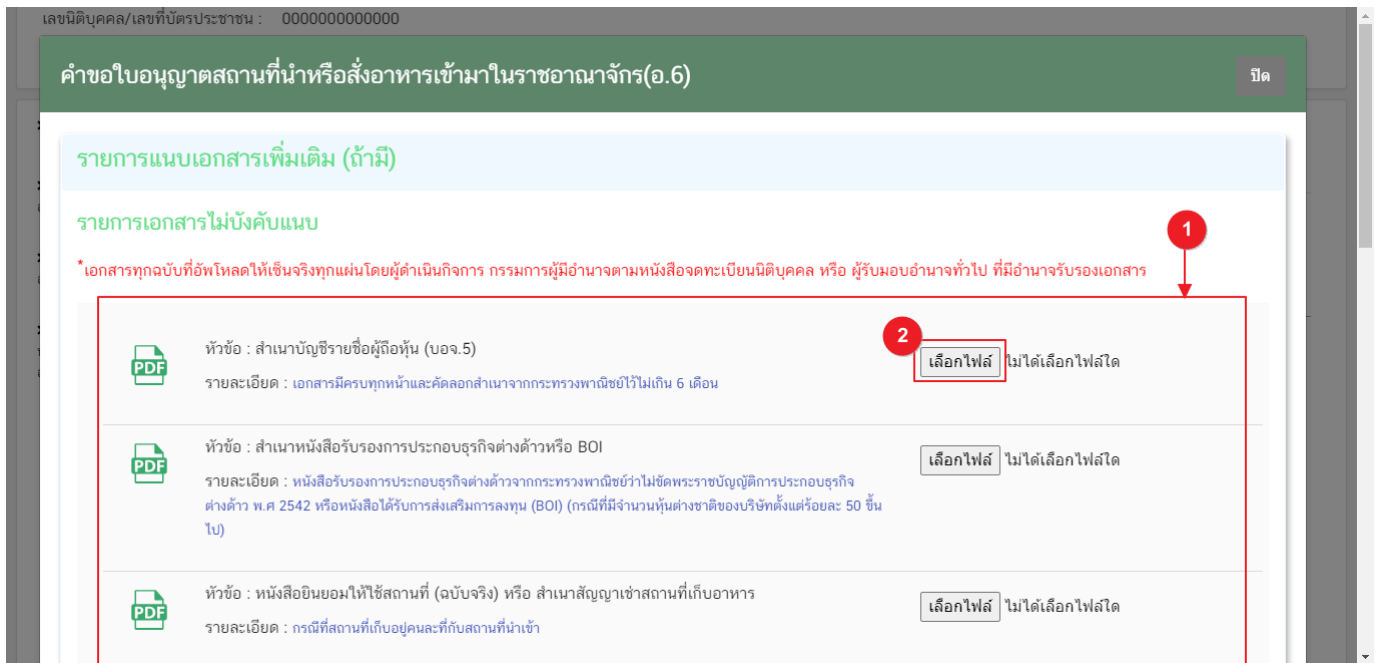 เลขนิติบุคคล/เลขที่บัตรประชาชน : 0000000000000
คำขอใบอนุญาตสถานที่นำหรือสั่งอาหารเข้ามาในราชอาณาจักร(อ.6)
ปิด
รายการแนบเอกสารเพิ่มเติม (ถ้ามี)
รายการเอกสารไม่บังคับแนบ
1
*เอกสารทุกฉบับที่อัพโหลดให้เซ็นจริงทุกแผ่นโดยผู้ดำเนินกิจการ กรรมการผู้มีอำนาจตามหนังสือจดทะเบียนนิติบุคคล หรือ ผู้รับมอบอำนาจทั่วไป ที่มีอำนาจรับรองเอกสาร
2
PDF
หัวข้อ : สำเนาบัญชีรายชื่อผู้ถือหุ้น (บอจ.5)
รายละเอียด : เอกสารมีครบทุกหน้าและคัดลอกสำเนาจากกระทรวงพาณิชย์ไว้ไม่เกิน 6 เดือน
เลือกไฟล์ ไม่ได้เลือกไฟล์ใด
PDF
หัวข้อ : สำเนาหนังสือรับรองการประกอบธุรกิจต่างด้าวหรือ BOI
รายละเอียด : หนังสือรับรองการประกอบธุรกิจต่างด้าวจากกระทรวงพาณิชย์ว่าไม่ขัดพระราชบัญญัติการประกอบธุรกิจ
ต่างด้าว พ.ศ 2542 หรือหนังสือได้รับการส่งเสริมการลงทุน (BOI) (กรณีที่มีจำนวนหุ้นต่างชาติของบริษัทตั้งแต่ร้อยละ 50 ขึ้น
ไป)
เลือกไฟล์ ไม่ได้เลือกไฟล์ใด
PDF
หัวข้อ : หนังสือยินยอมให้ใช้สถานที่ (ฉบับจริง) หรือ สำเนาสัญญาเช่าสถานที่เก็บอาหาร
รายละเอียด : กรณีที่สถานที่เก็บอยู่คนละที่กับสถานที่นำเข้า
เลือกไฟล์ ไม่ได้เลือกไฟล์ใด